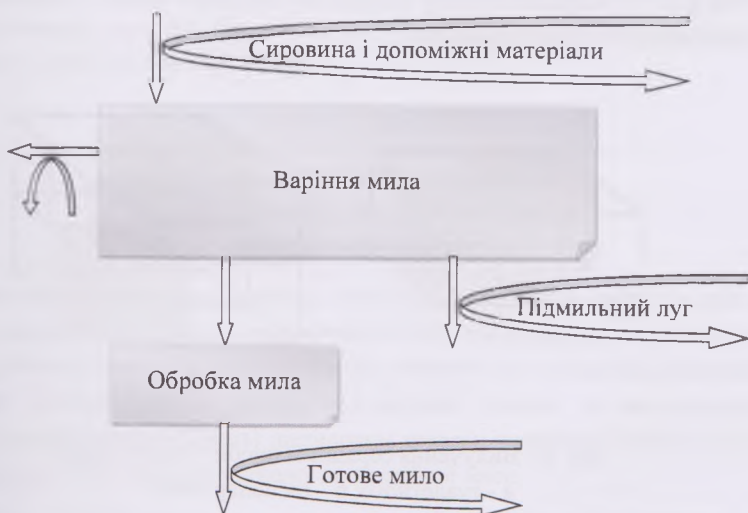 Сировина і допоміжні матеріали
Варіння мила
Підмильний луг
Обробка мила
Готове мило